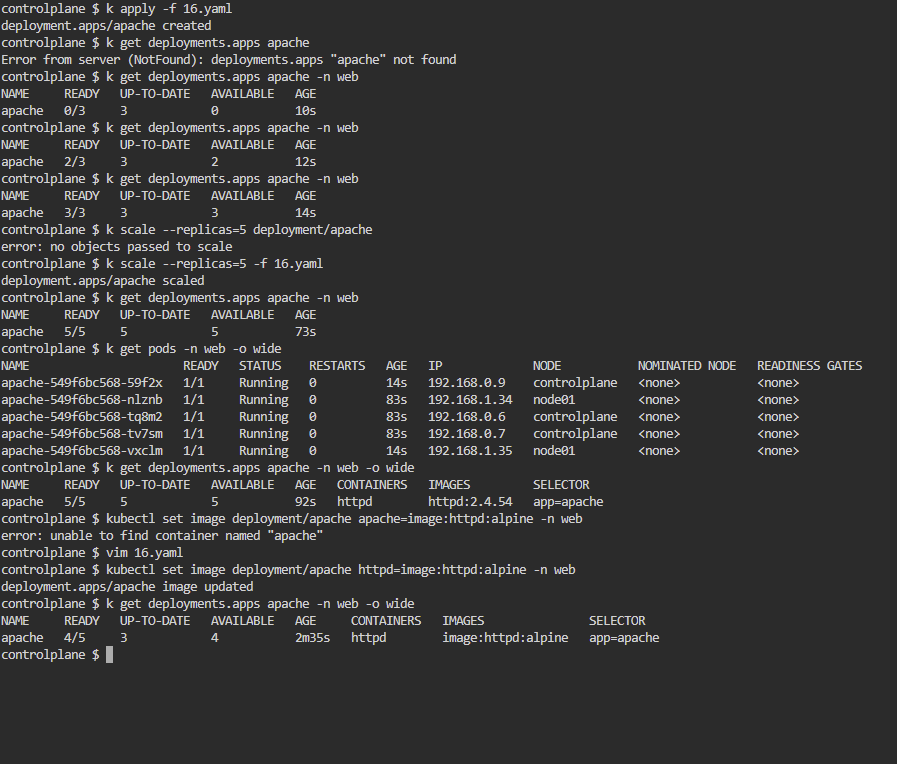 controlplane $ k apply -f 16.yaml
deployment.apps/apache created
controlplane $ k get deployments.apps apache
Error from server (NotFound): deployments.apps "apache" not found
controlplane $ k get deployments.apps apache -n web
NAME     READY   UP-TO-DATE   AVAILABLE   AGE
apache   0/3     3            0           10s
controlplane $ k get deployments.apps apache -n web
NAME     READY   UP-TO-DATE   AVAILABLE   AGE
apache   2/3     3            2           12s
controlplane $ k get deployments.apps apache -n web
NAME     READY   UP-TO-DATE   AVAILABLE   AGE
apache   3/3     3            3           14s
controlplane $ k scale --replicas=5 deployment/apache
error: no objects passed to scale
controlplane $ k scale --replicas=5 -f 16.yaml
deployment.apps/apache scaled
controlplane $ k get deployments.apps apache -n web
NAME     READY   UP-TO-DATE   AVAILABLE   AGE
apache   5/5     5            5           73s
controlplane $ k get pods -n web -o wide
NAME                      READY   STATUS    RESTARTS   AGE   IP             NODE           NOMINATED NODE   READINESS GATES
apache-549f6bc568-59f2x   1/1     Running   0          14s   192.168.0.9    controlplane   <none>           <none>
apache-549f6bc568-nlznb   1/1     Running   0          83s   192.168.1.34   node01         <none>           <none>
apache-549f6bc568-tq8m2   1/1     Running   0          83s   192.168.0.6    controlplane   <none>           <none>
apache-549f6bc568-tv7sm   1/1     Running   0          83s   192.168.0.7    controlplane   <none>           <none>
apache-549f6bc568-vxclm   1/1     Running   0          14s   192.168.1.35   node01         <none>           <none>
controlplane $ k get deployments.apps apache -n web -o wide
NAME     READY   UP-TO-DATE   AVAILABLE   AGE   CONTAINERS   IMAGES         SELECTOR
apache   5/5     5            5           92s   httpd        httpd:2.4.54   app=apache
controlplane $ kubectl set image deployment/apache apache=image:httpd:alpine -n web
error: unable to find container named "apache"
controlplane $ vim 16.yaml
controlplane $ kubectl set image deployment/apache httpd=image:httpd:alpine -n web
deployment.apps/apache image updated
controlplane $ k get deployments.apps apache -n web -o wide
NAME     READY   UP-TO-DATE   AVAILABLE   AGE     CONTAINERS   IMAGES               SELECTOR
apache   4/5     3            4           2m35s   httpd        image:httpd:alpine   app=apache
controlplane $